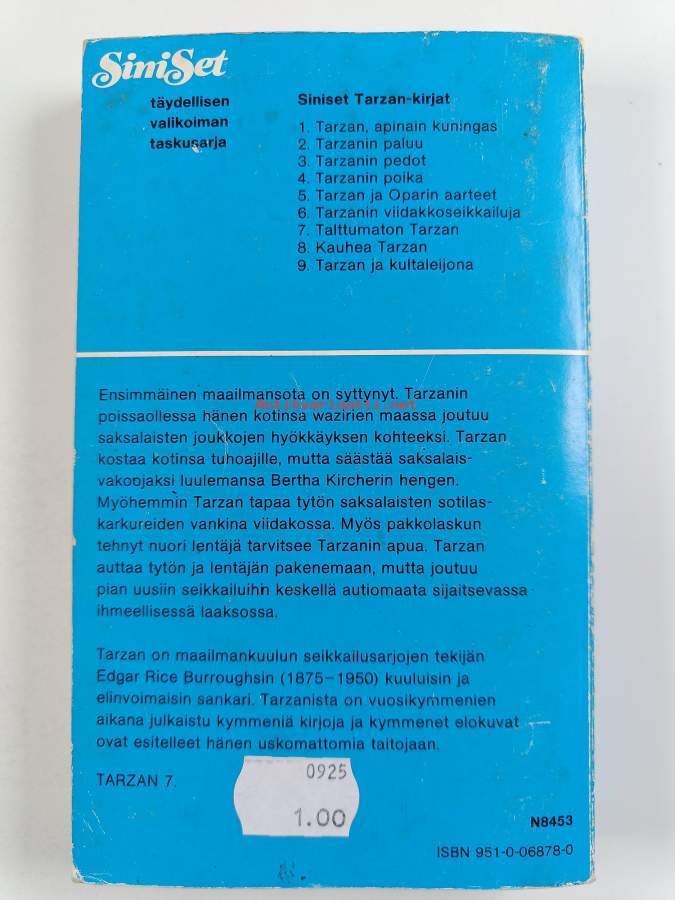 SiniSet
täydellisen
valikoiman
taskusarja
Siniset Tarzan-kirjat
1. Tarzan, apinain kuningas
2. Tarzanin paluu
3. Tarzanin pedot
4. Tarzanin poika
5. Tarzan ja Oparin aarteet
6. Tarzanin viidakkoseikkailuja
7. Talttumaton Tarzan
8. Kauhea Tarzan
9. Tarzan ja kultaleijona
Ensimmäinen maailmansota on syttynyt. Tarzanin
Antikvariaatti.net
poissaollessa hänen kotinsa wazirien maassa joutuu
saksalaisten joukkojen hyökkäyksen kohteeksi. Tarzan
kostaa kotinsa tuhoajille, mutta säästää saksalais-
vakoojaksi luulemansa Bertha Kircherin hengen.
Myöhemmin Tarzan tapaa tytön saksalaisten sotilas-
karkureiden vankina viidakossa. Myös pakkolaskun
tehnyt nuori lentäjä tarvitsee Tarzanin apua. Tarzan
auttaa tytön ja lentäjän pakenemaan, mutta joutuu
pian uusiin seikkailuihin keskellä autiomaata sijaitsevassa
ihmeellisessä laaksossa.
Tarzan on maailmankuulun seikkailusarjojen tekijän
Edgar Rice Burroughsin (1875–1950) kuuluisin ja
elinvoimaisin sankari. Tarzanista on vuosikymmenien
aikana julkaistu kymmeniä kirjoja ja kymmenet elokuvat
ovat esitelleet hänen uskomattomia taitojaan.
TARZAN 7.
0925
1.00
N8453
ISBN 951-0-06878-0